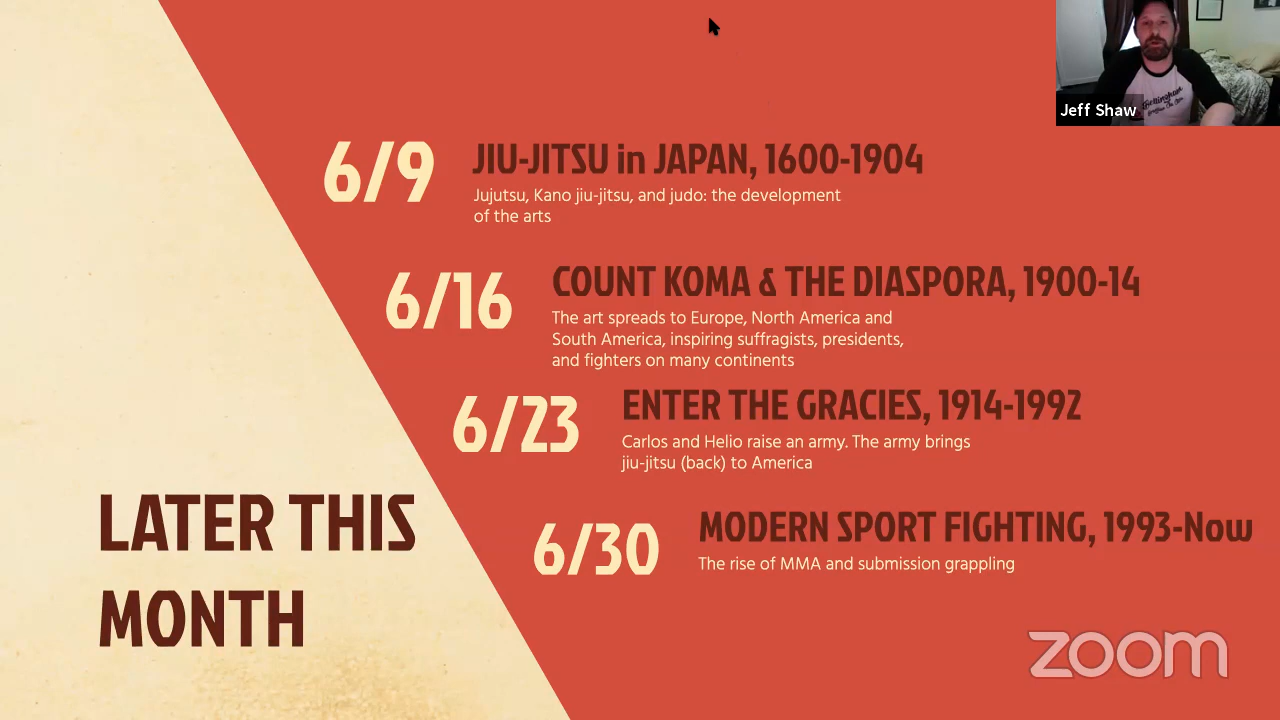 Jeff Shaw
6/9
JIU-JITSU in JAPAN, 1600-1904
Jujutsu, Kano jiu-jitsu, and judo: the development
of the arts
6/16
COUNT KOMA & THE DIASPORA, 1900-14
The art spreads to Europe, North America and
South America, inspiring suffragists, presidents,
and fighters on many continents
6/23
ENTER THE GRACIES, 1914-1992
Carlos and Helio raise an army. The army brings
jiu-jitsu (back) to America
6/30
MODERN SPORT FIGHTING, 1993-Now
The rise of MMA and submission grappling
LATER THIS
MONTH
zoom
Bellingham